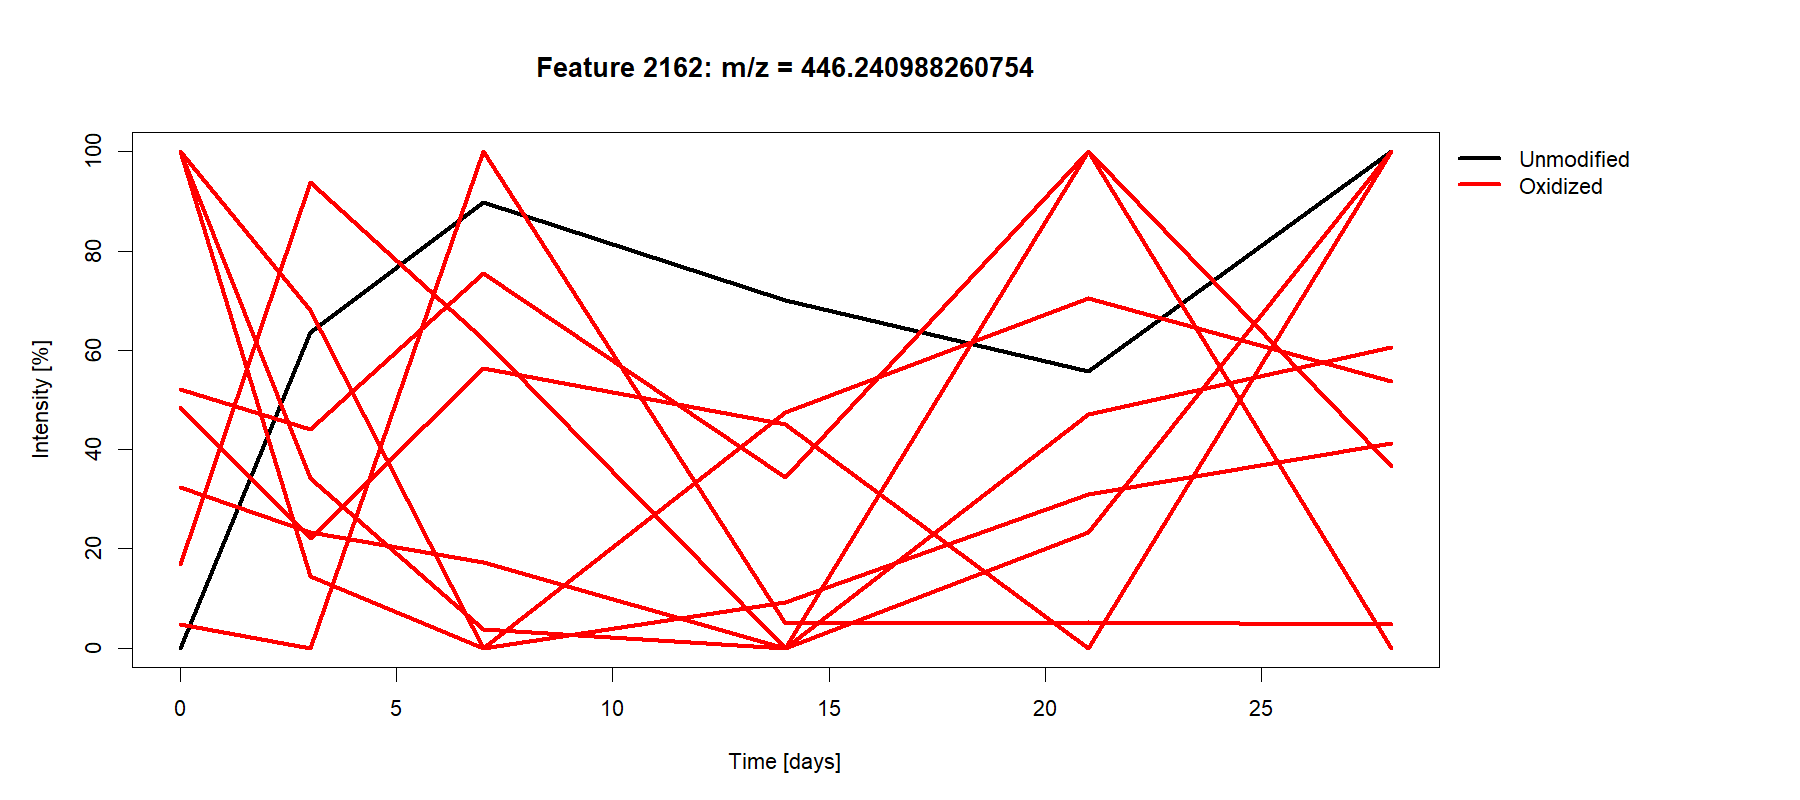 Feature 2162: m/z = 446.240988260754
Unmodified
Oxidized
Intensity [%]
100
80
60
40
20
0
0 5 10 15 20 25
Time [days]